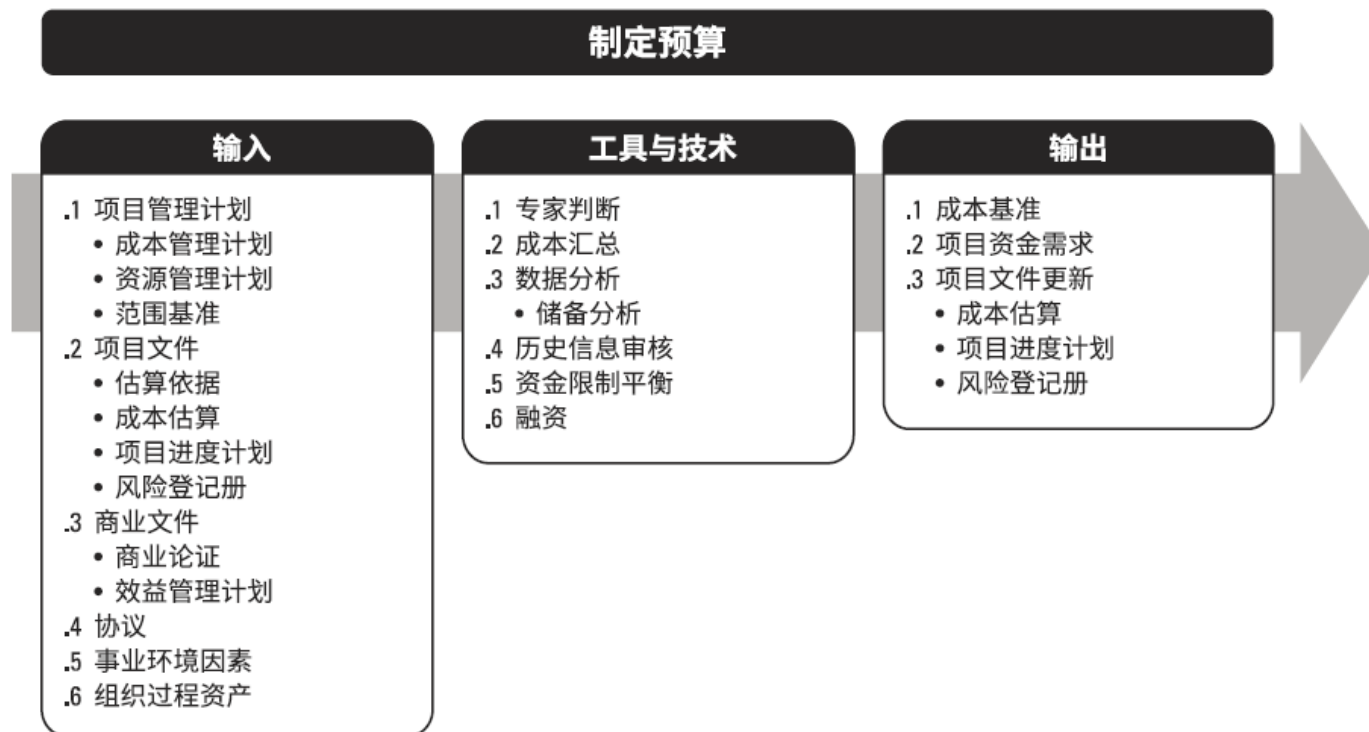 制定预算
输入
.1 项目管理计划
• 成本管理计划
• 资源管理计划
• 范围基准
.2 项目文件
• 估算依据
• 成本估算
• 项目进度计划
• 风险登记册
.3 商业文件
• 商业论证
• 效益管理计划
.4 协议
.5 事业环境因素
.6 组织过程资产
工具与技术
.1 专家判断
.2 成本汇总
.3 数据分析
• 储备分析
.4 历史信息审核
.5 资金限制平衡
.6 融资
输出
.1 成本基准
.2 项目资金需求
.3 项目文件更新
• 成本估算
• 项目进度计划
• 风险登记册